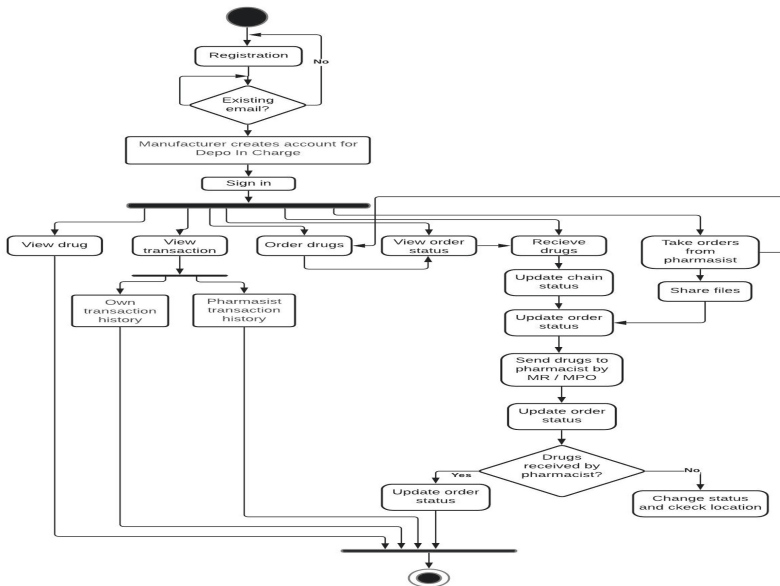 Registration
No
Existing
email?
Manufacturer creates account for
Depo In Charge
Sign in
View drug
View
transaction
Order drugs
View order
status
Recieve
drugs
Take orders
from
pharmasist
Update chain
status
Share files
Own
transaction
history
Pharmasist
transaction
history
Update order
status
Send drugs to
pharmacist by
MR / MPO
Update order
status
Drugs
received by
pharmacist?
Yes
No
Update order
status
Change status
and ckeck location